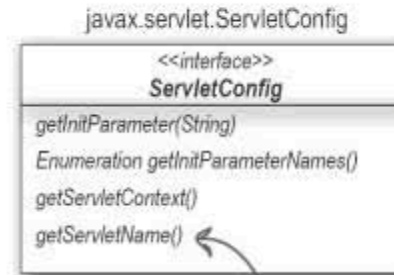 javax.servlet.ServletConfig
<<interface>>
ServletConfig
getInitParameter(String)
Enumeration getInitParameterNames()
getServletContext()
getServletName()